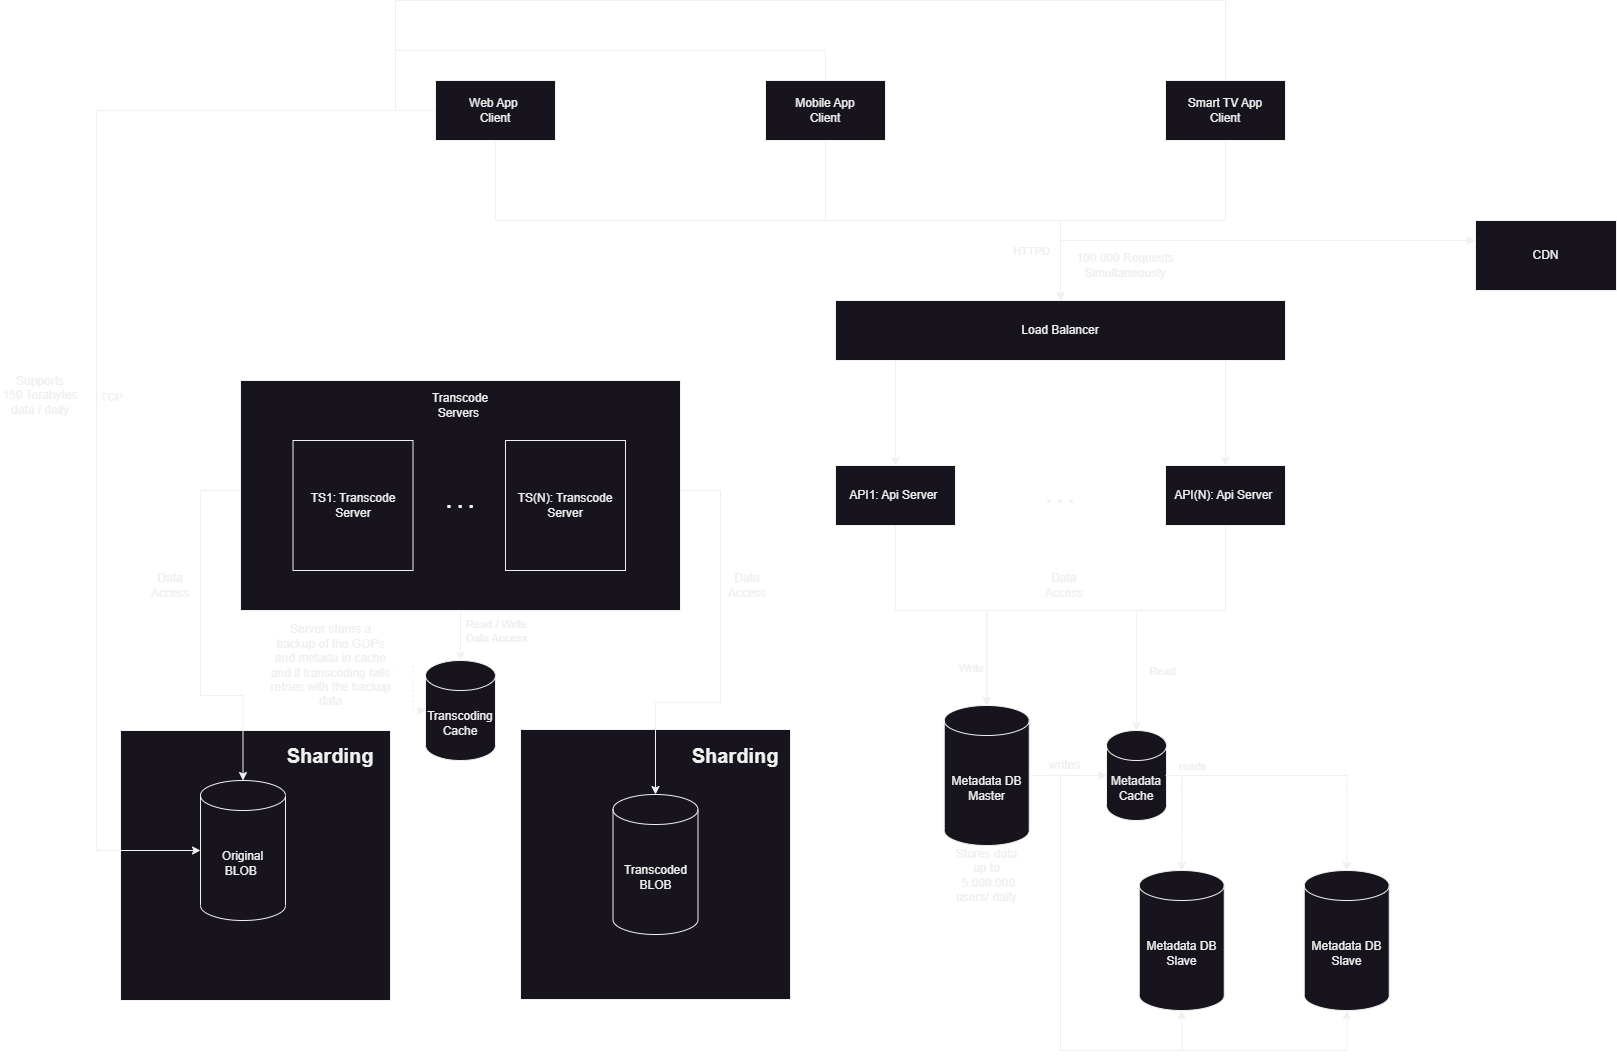 Web App
Client
Mobile App
Client
Smart TV App
Client
HTTPD
100.000 Requests
Simultaneously
CDN
Load Balancer
Supports
150 Terabytes
data / daily
TCP
Transcode
Servers
TS1: Transcode
Server
. . .
TS(N): Transcode
Server
API1: Api Server
. . .
API(N): Api Server
Data
Access
Data
Access
Data
Access
Read / Write
Data Access
Server stores a
backup of the GOPs
and metada in cache
and if transcoding fails
retries with the backup
data
Transcoding
Cache
Write
Read
Sharding
Original
BLOB
Sharding
Transcoded
BLOB
Metadata DB
Master
writes
Metadata
Cache
reads
Stores data
up to
5.000.000
users/ daily
Metadata DB
Slave
Metadata DB
Slave